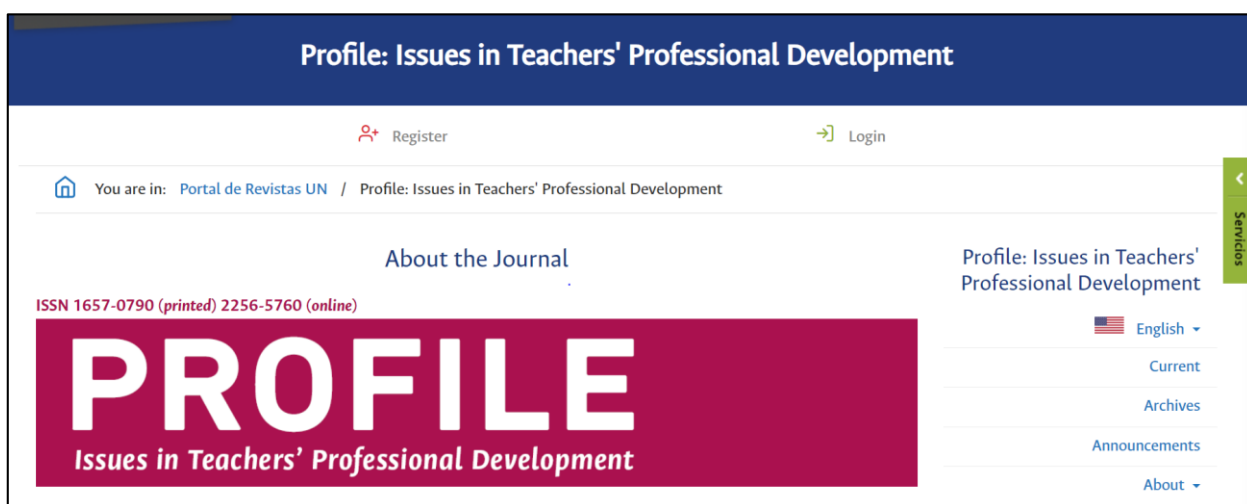 Profile: Issues in Teachers' Professional Development
Register
Login
You are in: Portal de Revistas UN / Profile: Issues in Teachers' Professional Development
About the Journal
ISSN 1657-0790 (printed) 2256-5760 (online)
PROFILE
Issues in Teachers' Professional Development
Profile: Issues in Teachers'
Professional Development
English
Current
Archives
Announcements
About
Servicios